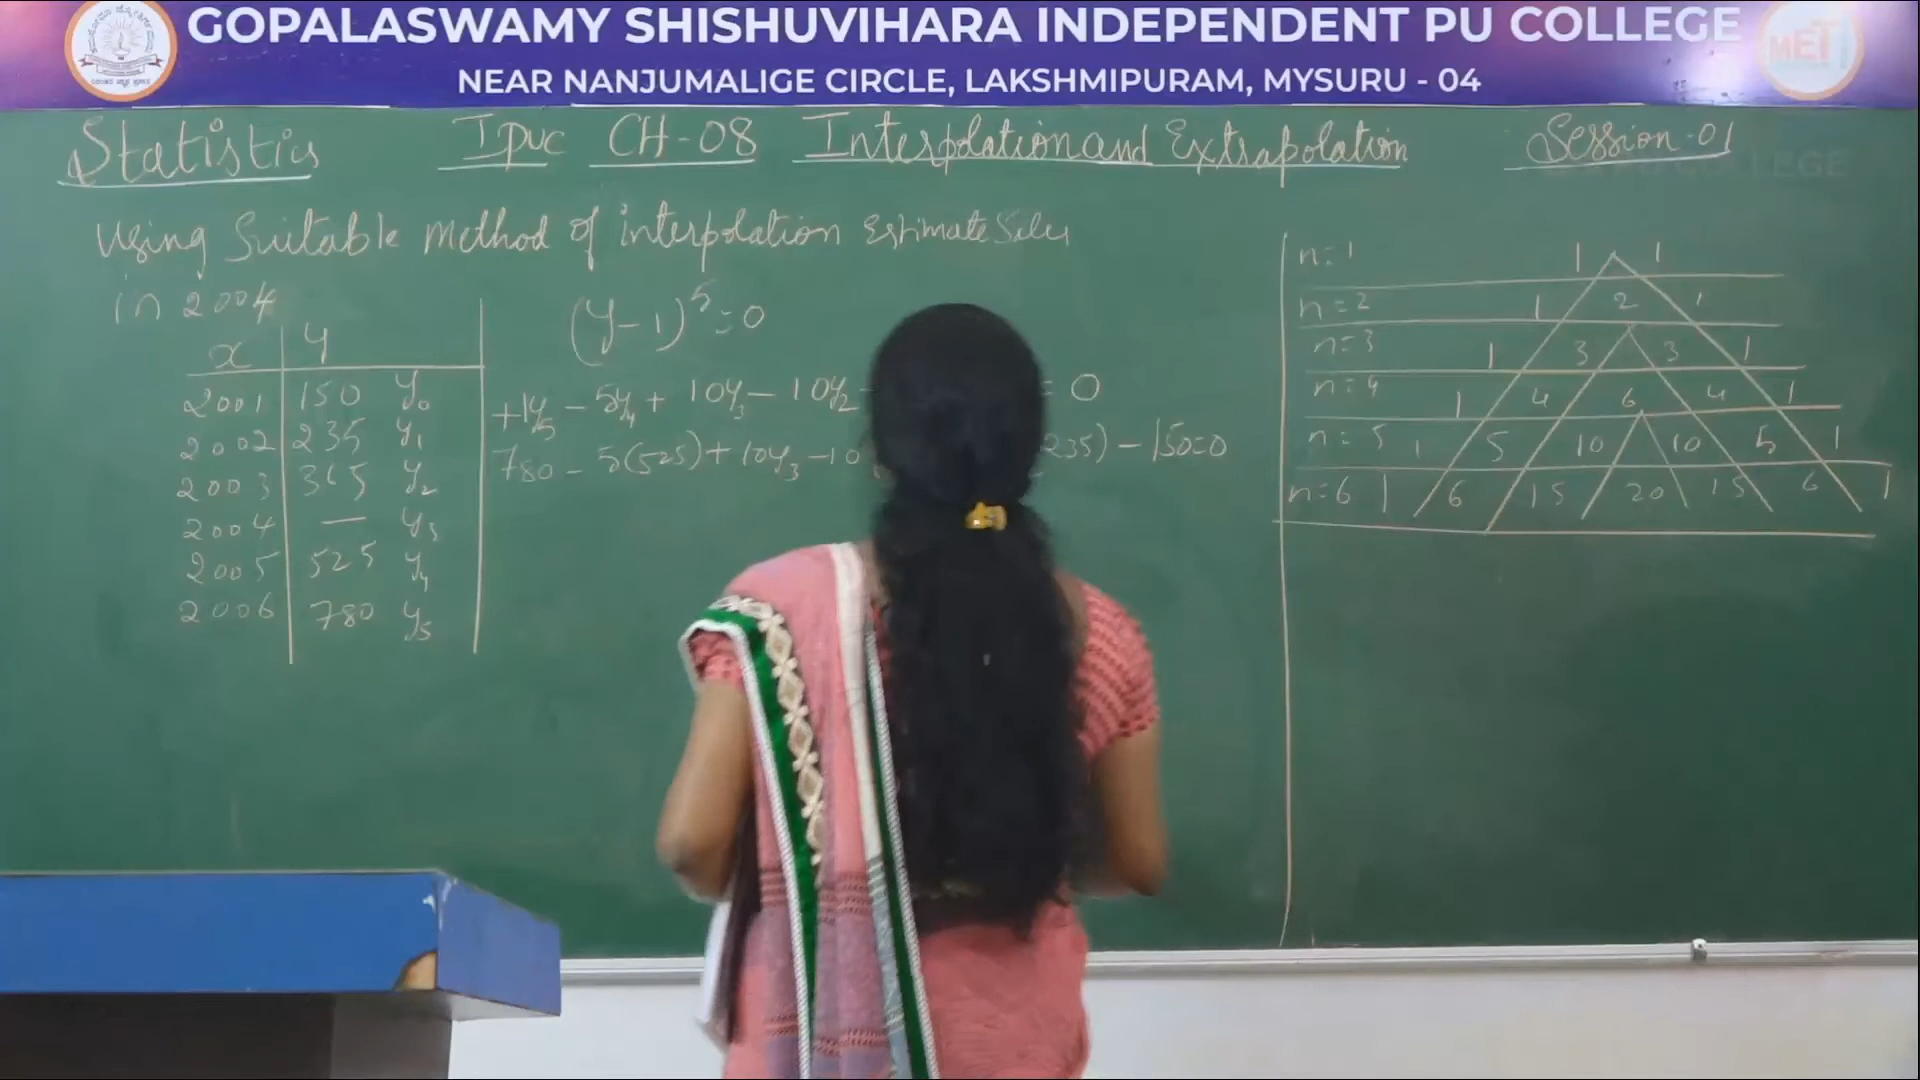 GOPALASWAMY SHISHUVIHARA INDEPENDENT PU COLLEGE
NEAR NANJUMALIGE CIRCLE, LAKSHMIPURAM, MYSURU - 04
MET
Statistics I PUC CH-08 Interpolation and Extrapolation Session-01
COLLEGE
Using Suitable Method of interpolation Estimate Sales
in 2004
(y-1)^5=0
x y
2001 150 y₀
2002 235 y₁
2003 365 y₂
2004 — y₃
2005 525 y₄
2006 780 y₅
+1y₅ - 5y₄ + 10y₃ - 10y₂ = 0
780 - 5(525) + 10y₃ - 10 235) - 150=0
n=1 1 1
n=2 1 2 1
n=3 1 3 3 1
n=4 1 4 6 4 1
n=5 1 5 10 10 5 1
n=6 1 6 15 20 15 6 1